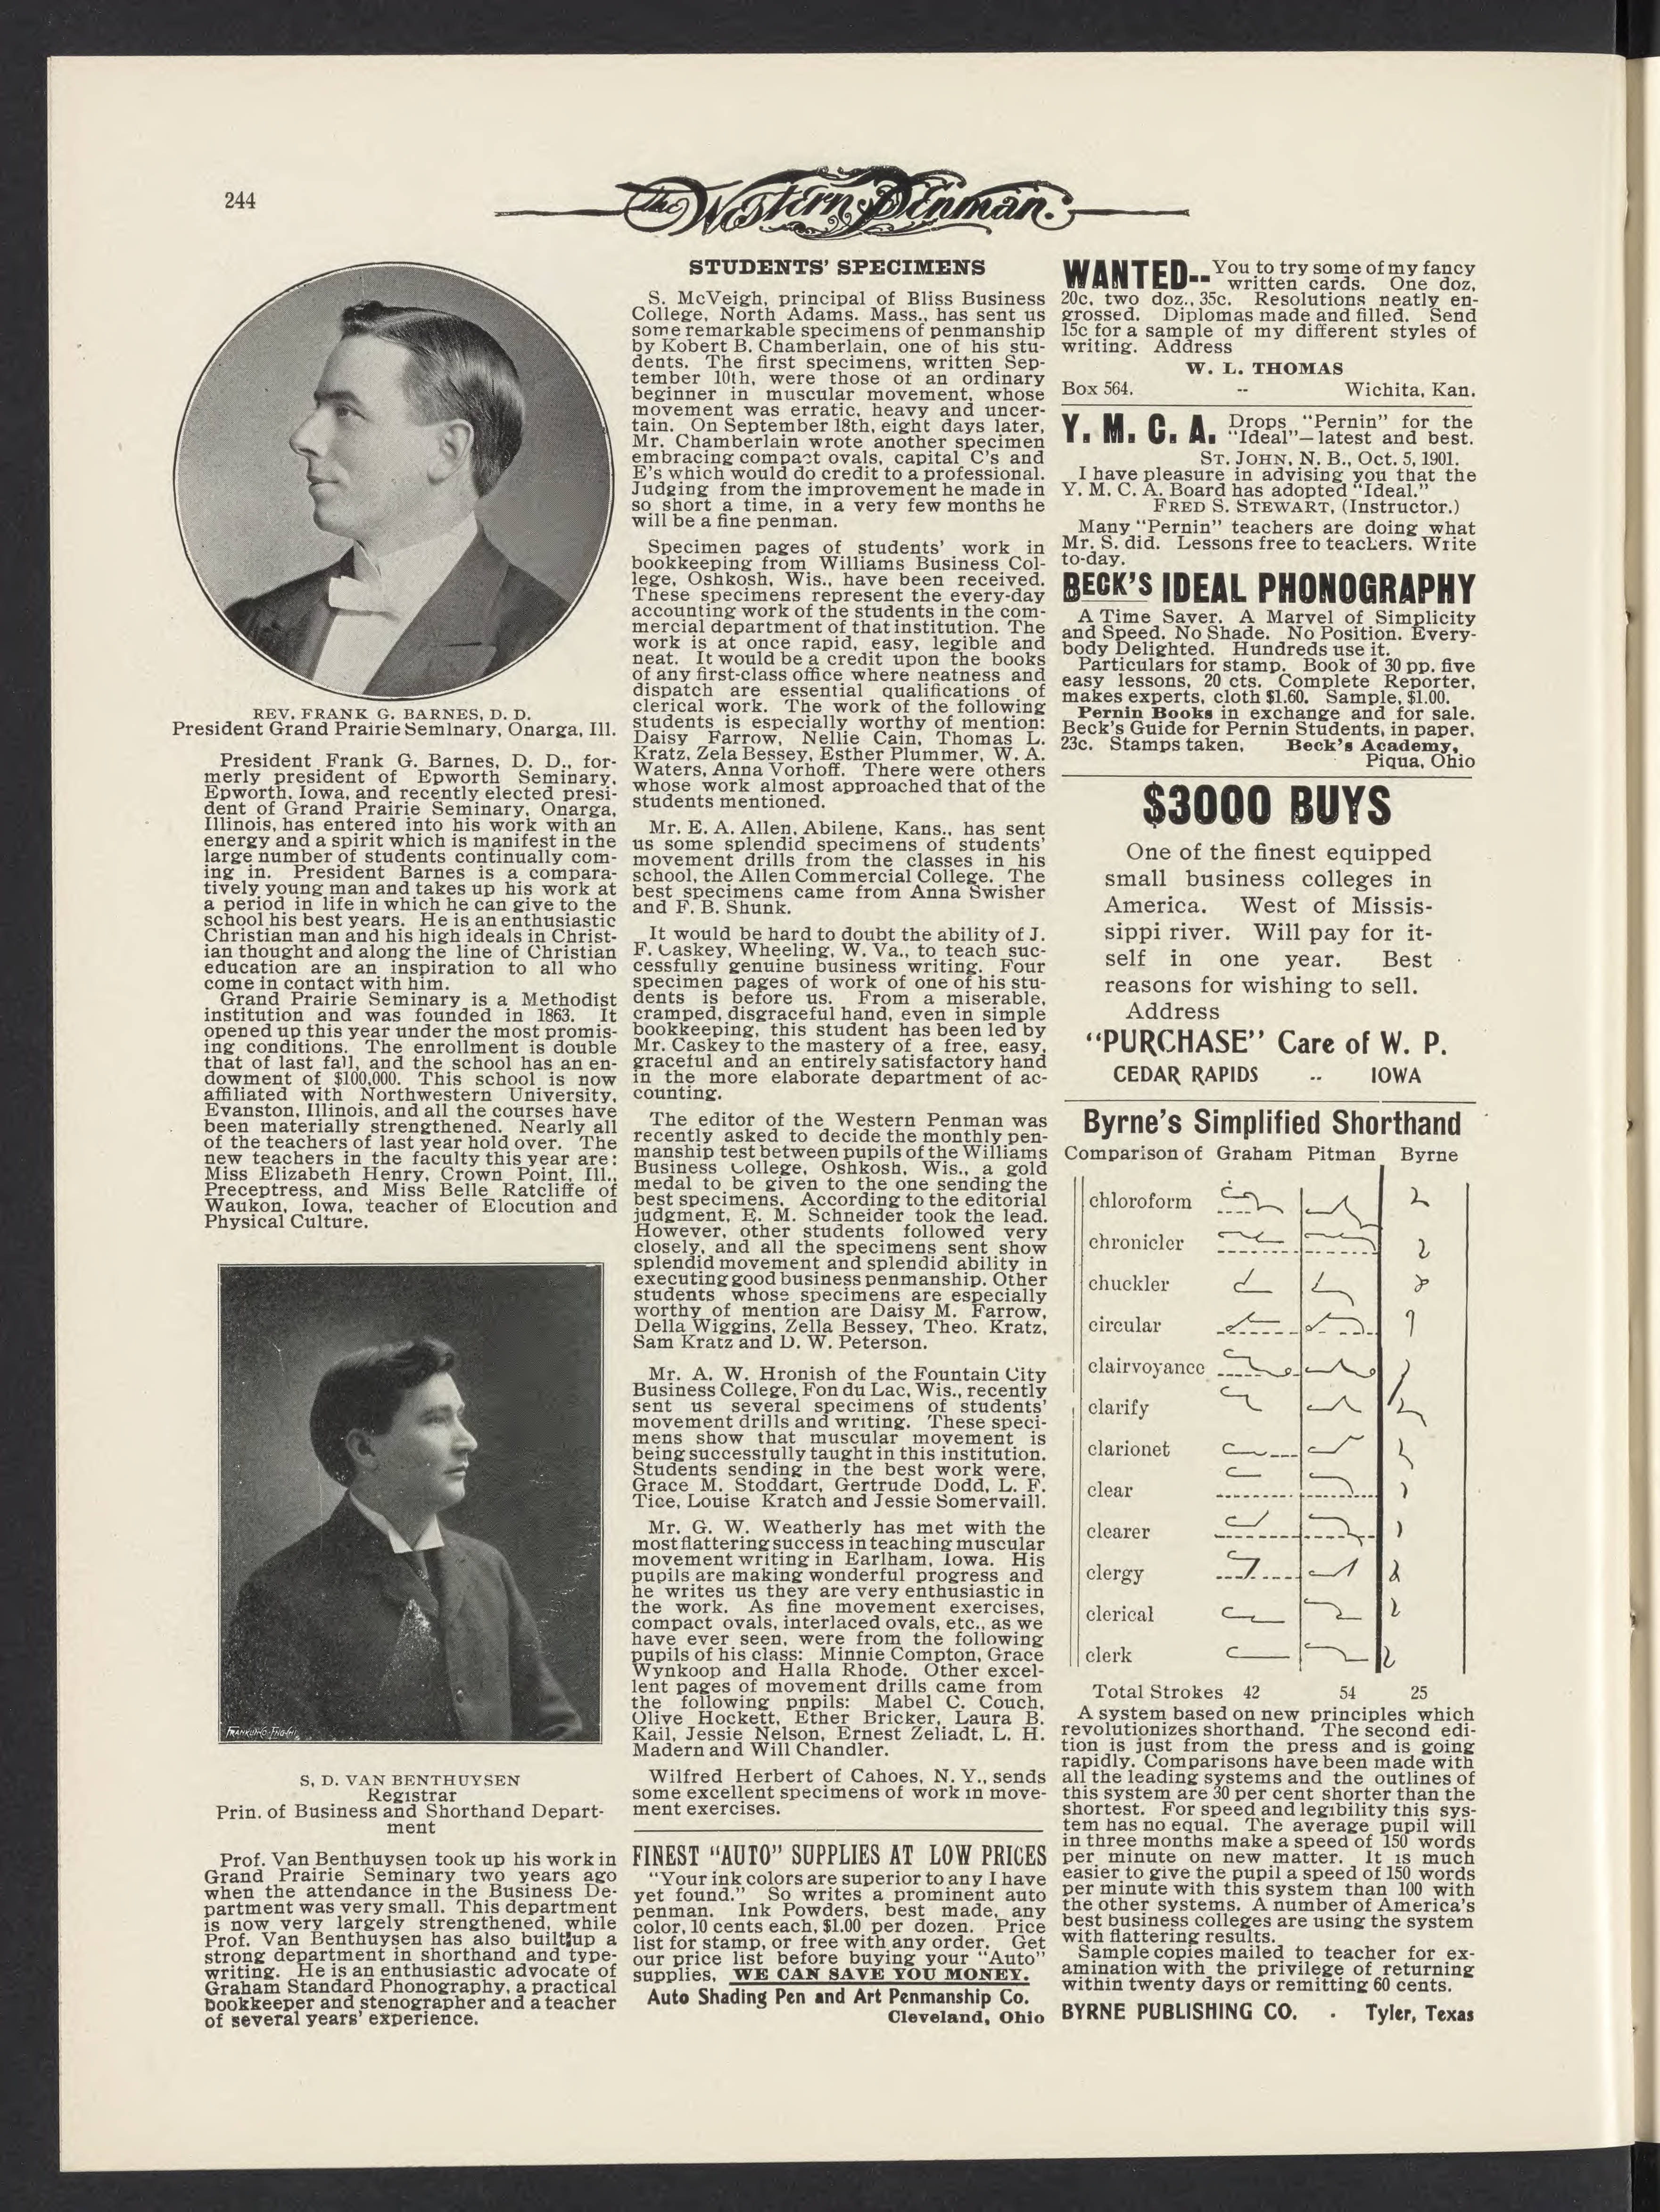 244
The Western Penman.
REV. FRANK G. BARNES, D. D.
President Grand Prairie Seminary, Onarga, Ill.
President Frank G. Barnes, D. D., for-
merly president of Epworth Seminary,
Epworth, Iowa, and recently elected presi-
dent of Grand Prairie Seminary, Onarga,
Illinois, has entered into his work with an
energy and a spirit which is manifest in the
large number of students continually com-
ing in. President Barnes is a compara-
tively young man and takes up his work at
a period in life in which he can give to the
school his best years. He is an enthusiastic
Christian man and his high ideals in Christ-
ian thought and along the line of Christian
education are an inspiration to all who
come in contact with him.
Grand Prairie Seminary is a Methodist
institution and was founded in 1863. It
opened up this year under the most promis-
ing conditions. The enrollment is double
that of last fall, and the school has an en-
dowment of $100,000. This school is now
affiliated with Northwestern University,
Evanston, Illinois, and all the courses have
been materially strengthened. Nearly all
of the teachers of last year hold over. The
new teachers in the faculty this year are:
Miss Elizabeth Henry, Crown Point, Ill.,
Preceptress, and Miss Belle Ratcliffe of
Waukon, Iowa, teacher of Elocution and
Physical Culture.
FRANKLIN-ENG-CHI.
S, D. VAN BENTHUYSEN
Registrar
Prin. of Business and Shorthand Depart-
ment
Prof. Van Benthuysen took up his work in
Grand Prairie Seminary two years ago
when the attendance in the Business De-
partment was very small. This department
is now very largely strengthened, while
Prof. Van Benthuysen has also built up a
strong department in shorthand and type-
writing. He is an enthusiastic advocate of
Graham Standard Phonography, a practical
bookkeeper and stenographer and a teacher
of several years' experience.
STUDENTS' SPECIMENS
S. McVeigh, principal of Bliss Business
College, North Adams. Mass., has sent us
some remarkable specimens of penmanship
by Kobert B. Chamberlain, one of his stu-
dents. The first specimens, written Sep-
tember 10th, were those of an ordinary
beginner in muscular movement, whose
movement was erratic, heavy and uncer-
tain. On September 18th, eight days later,
Mr. Chamberlain wrote another specimen
embracing compact ovals, capital C's and
E's which would do credit to a professional.
Judging from the improvement he made in
so short a time, in a very few months he
will be a fine penman.
Specimen pages of students' work in
bookkeeping from Williams Business Col-
lege, Oshkosh, Wis., have been received.
These specimens represent the every-day
accounting work of the students in the com-
mercial department of that institution. The
work is at once rapid, easy, legible and
neat. It would be a credit upon the books
of any first-class office where neatness and
dispatch are essential qualifications of
clerical work. The work of the following
students is especially worthy of mention:
Daisy Farrow, Nellie Cain, Thomas L.
Kratz, Zela Bessey, Esther Plummer, W. A.
Waters, Anna Vorhoff. There were others
whose work almost approached that of the
students mentioned.
Mr. E. A. Allen, Abilene, Kans., has sent
us some splendid specimens of students'
movement drills from the classes in his
school, the Allen Commercial College. The
best specimens came from Anna Swisher
and F. B. Shunk.
It would be hard to doubt the ability of J.
F. Caskey, Wheeling, W. Va., to teach suc-
cessfully genuine business writing. Four
specimen pages of work of one of his stu-
dents is before us. From a miserable,
cramped, disgraceful hand, even in simple
bookkeeping, this student has been led by
Mr. Caskey to the mastery of a free, easy,
graceful and an entirely satisfactory hand
in the more elaborate department of ac-
counting.
The editor of the Western Penman was
recently asked to decide the monthly pen-
manship test between pupils of the Williams
Business College, Oshkosh, Wis., a gold
medal to be given to the one sending the
best specimens. According to the editorial
judgment, E. M. Schneider took the lead.
However, other students followed very
closely, and all the specimens sent show
splendid movement and splendid ability in
executing good business penmanship. Other
students whose specimens are especially
worthy of mention are Daisy M. Farrow,
Della Wiggins, Zella Bessey, Theo. Kratz,
Sam Kratz and D. W. Peterson.
Mr. A. W. Hronish of the Fountain City
Business College, Fon du Lac, Wis., recently
sent us several specimens of students'
movement drills and writing. These speci-
mens show that muscular movement is
being successfully taught in this institution.
Students sending in the best work were,
Grace M. Stoddart, Gertrude Dodd, L. F.
Tice, Louise Kratch and Jessie Somervaill.
Mr. G. W. Weatherly has met with the
most flattering success in teaching muscular
movement writing in Earlham, Iowa. His
pupils are making wonderful progress and
he writes us they are very enthusiastic in
the work. As fine movement exercises,
compact ovals, interlaced ovals, etc., as we
have ever seen, were from the following
pupils of his class: Minnie Compton, Grace
Wynkoop and Halla Rhode. Other excel-
lent pages of movement drills came from
the following pnpils: Mabel C. Couch,
Olive Hockett, Ether Bricker, Laura B.
Kail, Jessie Nelson, Ernest Zeliadt, L. H.
Madern and Will Chandler.
Wilfred Herbert of Cahoes, N. Y., sends
some excellent specimens of work in move-
ment exercises.
FINEST "AUTO" SUPPLIES AT LOW PRICES
"Your ink colors are superior to any I have
yet found." So writes a prominent auto
penman. Ink Powders, best made, any
color, 10 cents each, $1.00 per dozen. Price
list for stamp, or free with any order. Get
our price list before buying your "Auto"
supplies, WE CAN SAVE YOU MONEY.
Auto Shading Pen and Art Penmanship Co.
Cleveland, Ohio
WANTED-- You to try some of my fancy
written cards. One doz,
20c, two doz., 35c. Resolutions neatly en-
grossed. Diplomas made and filled. Send
15c for a sample of my different styles of
writing. Address
W. L. THOMAS
Box 564. -- Wichita, Kan.
Y. M. C. A. Drops "Pernin" for the
"Ideal"—latest and best.
ST. JOHN, N. B., Oct. 5, 1901.
I have pleasure in advising you that the
Y. M. C. A. Board has adopted "Ideal."
FRED S. STEWART, (Instructor.)
Many "Pernin" teachers are doing what
Mr. S. did. Lessons free to teachers. Write
to-day.
BECK'S IDEAL PHONOGRAPHY
A Time Saver. A Marvel of Simplicity
and Speed. No Shade. No Position. Every-
body Delighted. Hundreds use it.
Particulars for stamp. Book of 30 pp. five
easy lessons, 20 cts. Complete Reporter,
makes experts, cloth $1.60. Sample, $1.00.
Pernin Books in exchange and for sale.
Beck's Guide for Pernin Students, in paper,
23c. Stamps taken, Beck's Academy,
Piqua, Ohio
$3000 BUYS
One of the finest equipped
small business colleges in
America. West of Missis-
sippi river. Will pay for it-
self in one year. Best
reasons for wishing to sell.
Address
"PURCHASE" Care of W. P.
CEDAR RAPIDS -- IOWA
Byrne's Simplified Shorthand
Comparison of Graham Pitman Byrne
chloroform
chronicler
chuckler
circular
clairvoyance
clarify
clarionet
clear
clearer
clergy
clerical
clerk
Total Strokes 42 54 25
A system based on new principles which
revolutionizes shorthand. The second edi-
tion is just from the press and is going
rapidly. Comparisons have been made with
all the leading systems and the outlines of
this system are 30 per cent shorter than the
shortest. For speed and legibility this sys-
tem has no equal. The average pupil will
in three months make a speed of 150 words
per minute on new matter. It is much
easier to give the pupil a speed of 150 words
per minute with this system than 100 with
the other systems. A number of America's
best business colleges are using the system
with flattering results.
Sample copies mailed to teacher for ex-
amination with the privilege of returning
within twenty days or remitting 60 cents.
BYRNE PUBLISHING CO. . Tyler, Texas